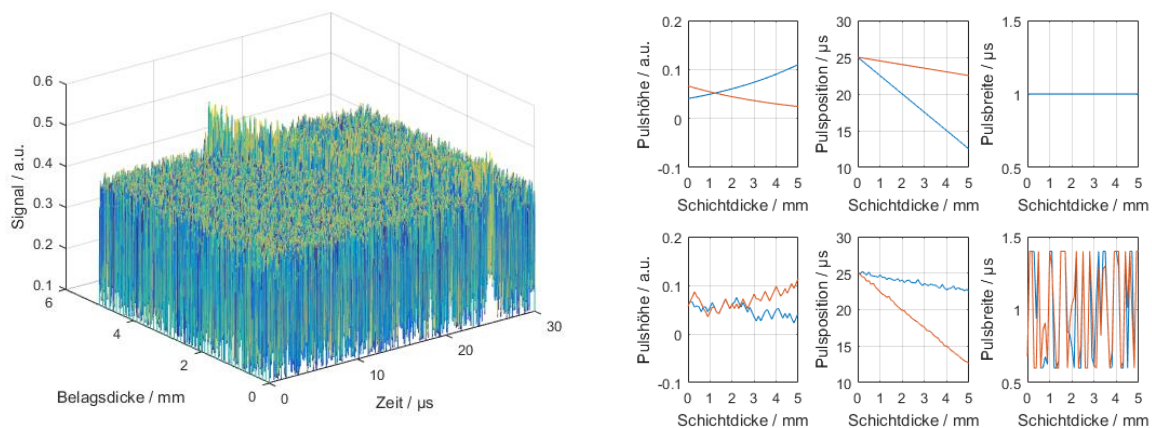 0.6
0.5
0.4
0.3
0.2
0.1
Signal / a.u.
6
4
2
0
Belagsdicke / mm
0
10
20
30
Zeit / µs
0.2
0.1
0
-0.1
Pulshöhe / a.u.
0 1 2 3 4 5
Schichtdicke / mm
30
25
20
15
10
Pulsposition / µs
0 1 2 3 4 5
Schichtdicke / mm
1.5
1
0.5
Pulsbreite / µs
0 1 2 3 4 5
Schichtdicke / mm
0.2
0.1
0
-0.1
Pulshöhe / a.u.
0 1 2 3 4 5
Schichtdicke / mm
30
25
20
15
10
Pulsposition / µs
0 1 2 3 4 5
Schichtdicke / mm
1.5
1
0.5
Pulsbreite / µs
0 1 2 3 4 5
Schichtdicke / mm